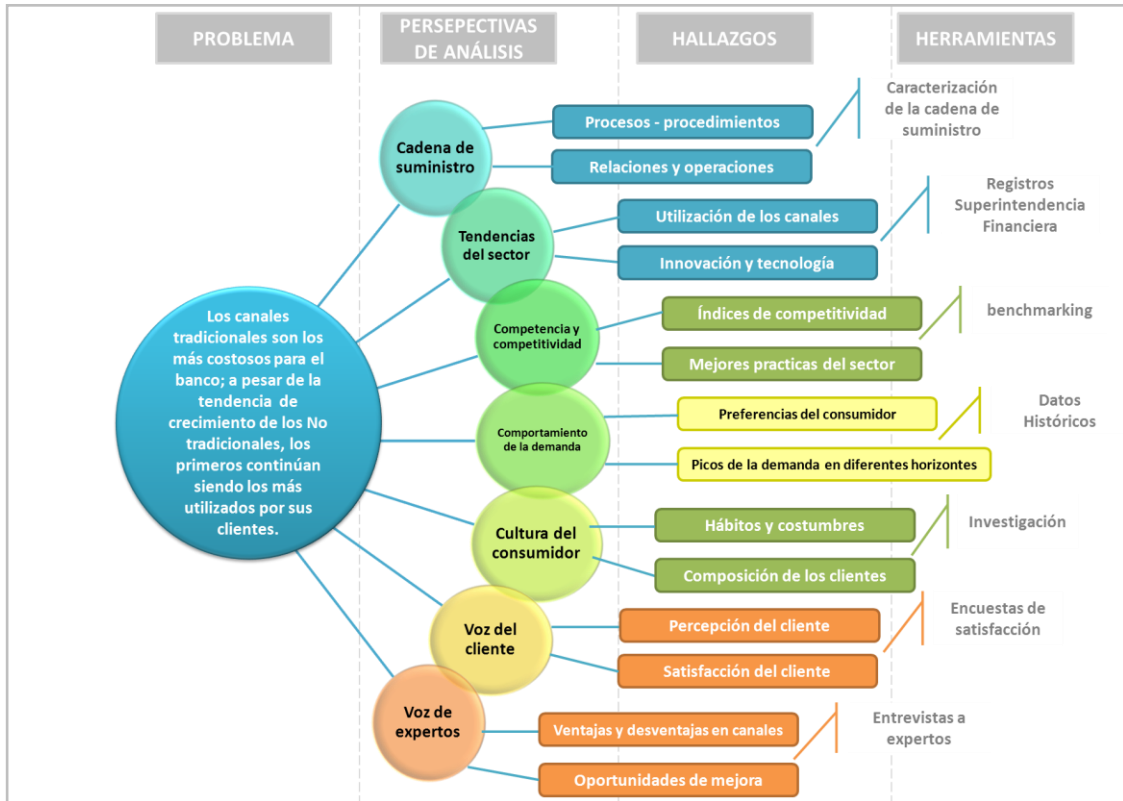 PROBLEMA
PERSEPECTIVAS
DE ANÁLISIS
HALLAZGOS
HERRAMIENTAS
Los canales
tradicionales son los
más costosos para el
banco; a pesar de la
tendencia de
crecimiento de los No
tradicionales, los
primeros continúan
siendo los más
utilizados por sus
clientes.
Cadena de
suministro
Procesos - procedimientos
Relaciones y operaciones
Caracterización
de la cadena de
suministro
Tendencias
del sector
Utilización de los canales
Innovación y tecnología
Registros
Superintendencia
Financiera
Competencia y
competitividad
Índices de competitividad
Mejores practicas del sector
benchmarking
Comportamiento
de la demanda
Preferencias del consumidor
Picos de la demanda en diferentes horizontes
Datos
Históricos
Cultura del
consumidor
Hábitos y costumbres
Composición de los clientes
Investigación
Voz del
cliente
Percepción del cliente
Satisfacción del cliente
Encuestas de
satisfacción
Voz de
expertos
Ventajas y desventajas en canales
Oportunidades de mejora
Entrevistas a
expertos